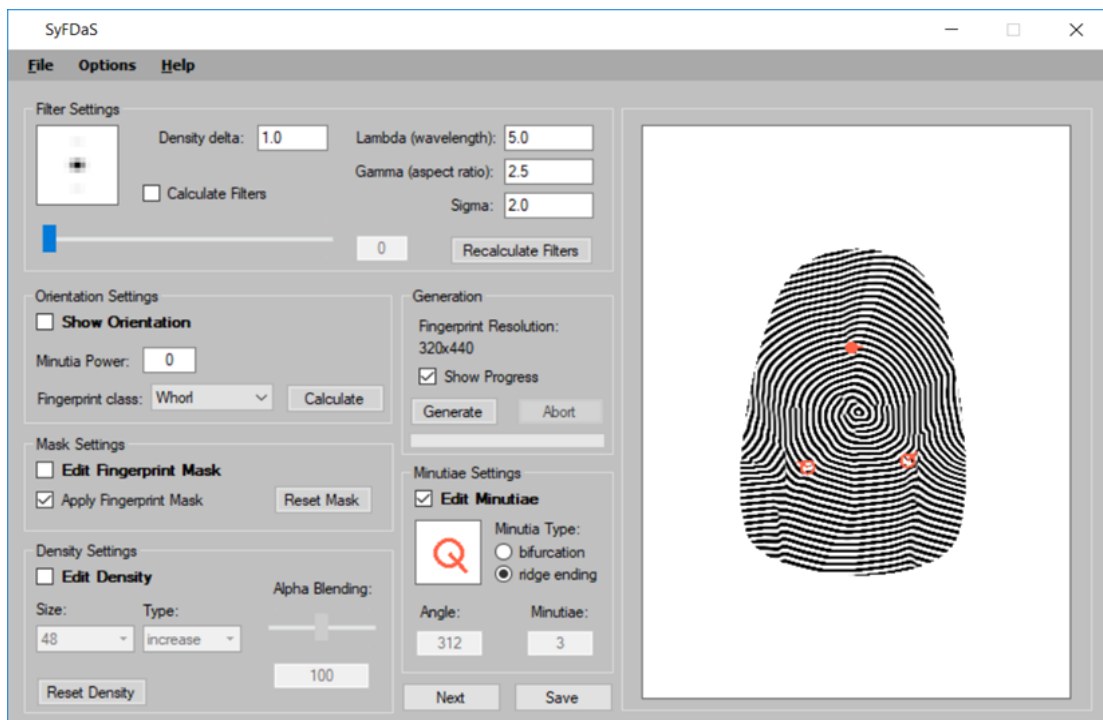 SyFDaS
File Options Help
Filter Settings
Density delta: 1.0
Lambda (wavelength): 5.0
Gamma (aspect ratio): 2.5
Calculate Filters
Sigma: 2.0
0
Recalculate Filters
Orientation Settings
Show Orientation
Minutia Power: 0
Fingerprint class: Whorl
Calculate
Generation
Fingerprint Resolution:
320x440
Show Progress
Generate Abort
Mask Settings
Edit Fingerprint Mask
Apply Fingerprint Mask
Reset Mask
Minutiae Settings
Edit Minutiae
Minutia Type:
bifurcation
ridge ending
Angle: Minutiae:
312 3
Density Settings
Edit Density
Alpha Blending:
Size: Type:
48 increase
100
Reset Density
Next Save